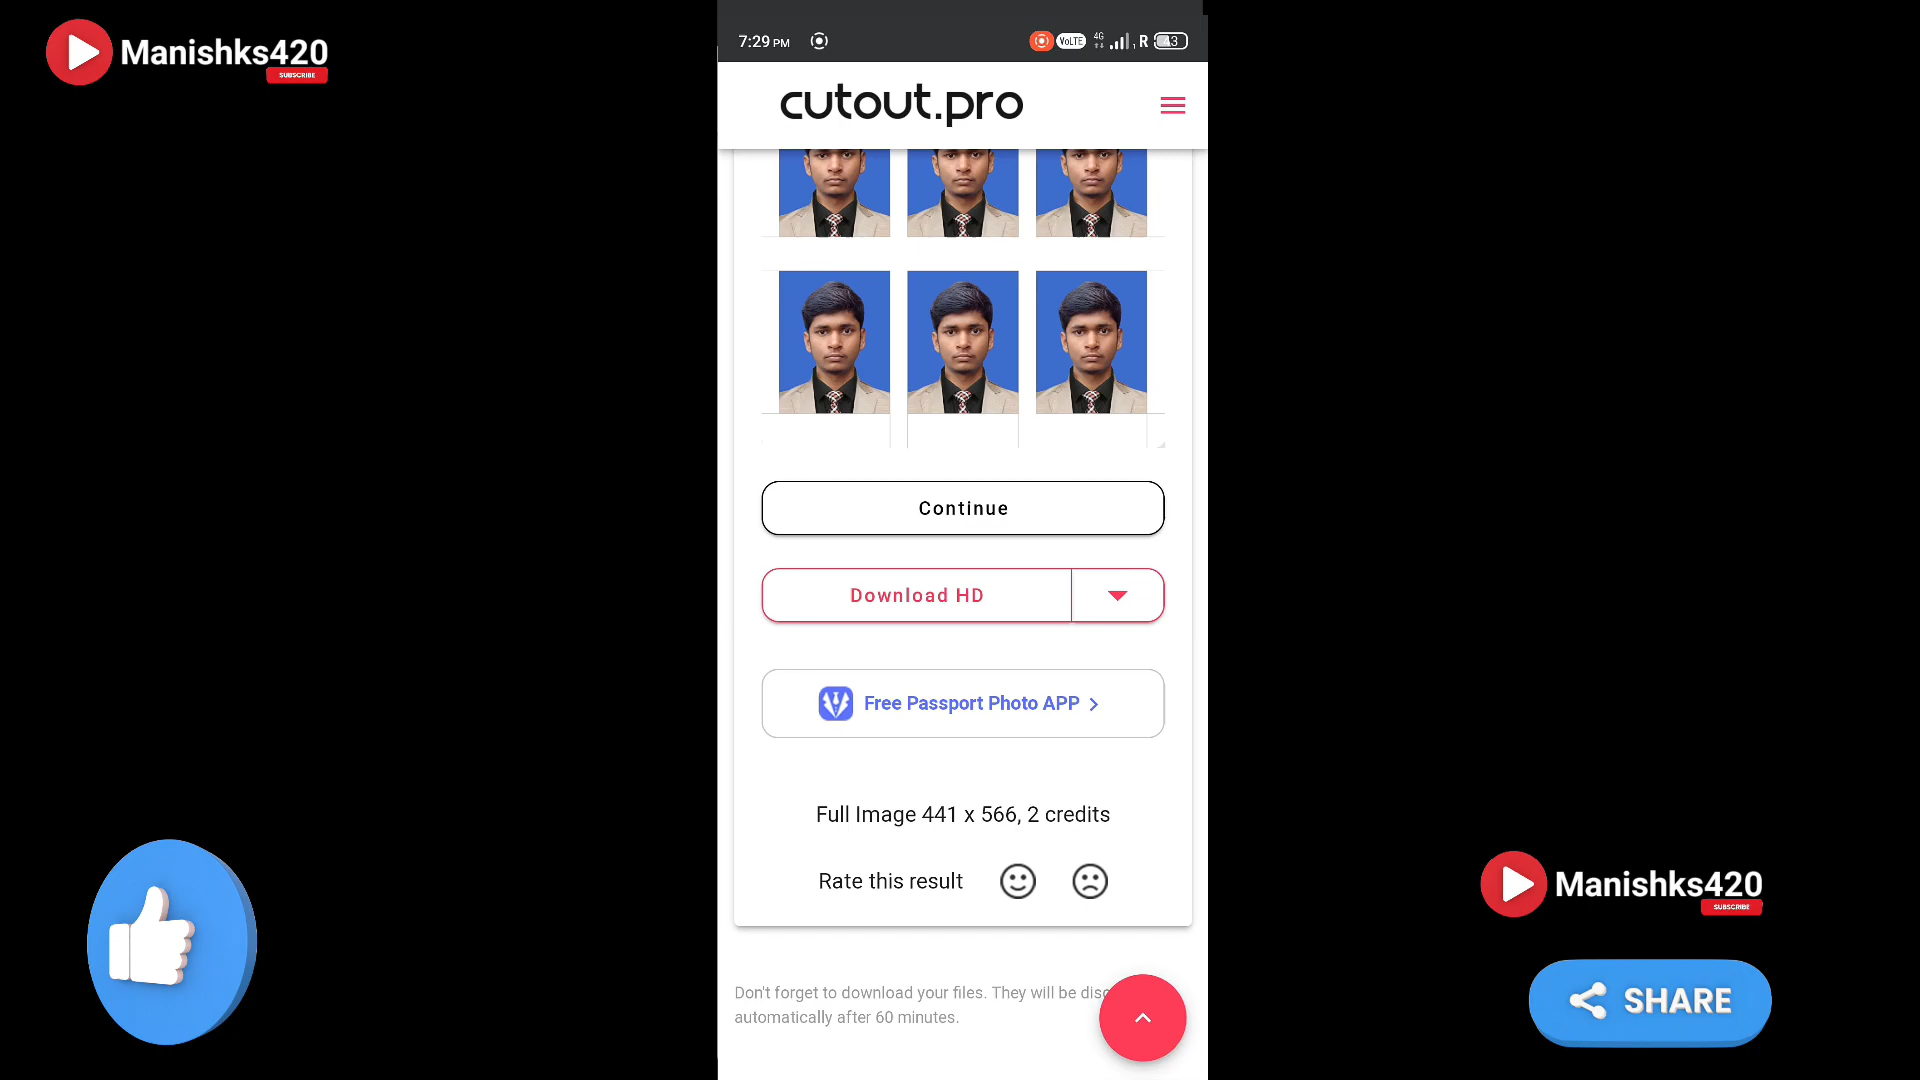 Manishks420
SUBSCRIBE
7:29 PM
VoLTE
4G
R
43
cutout.pro
Continue
Download HD
Free Passport Photo APP >
Full Image 441 x 566, 2 credits
Rate this result
Don't forget to download your files. They will be disc
automatically after 60 minutes.
Manishks420
SUBSCRIBE
SHARE